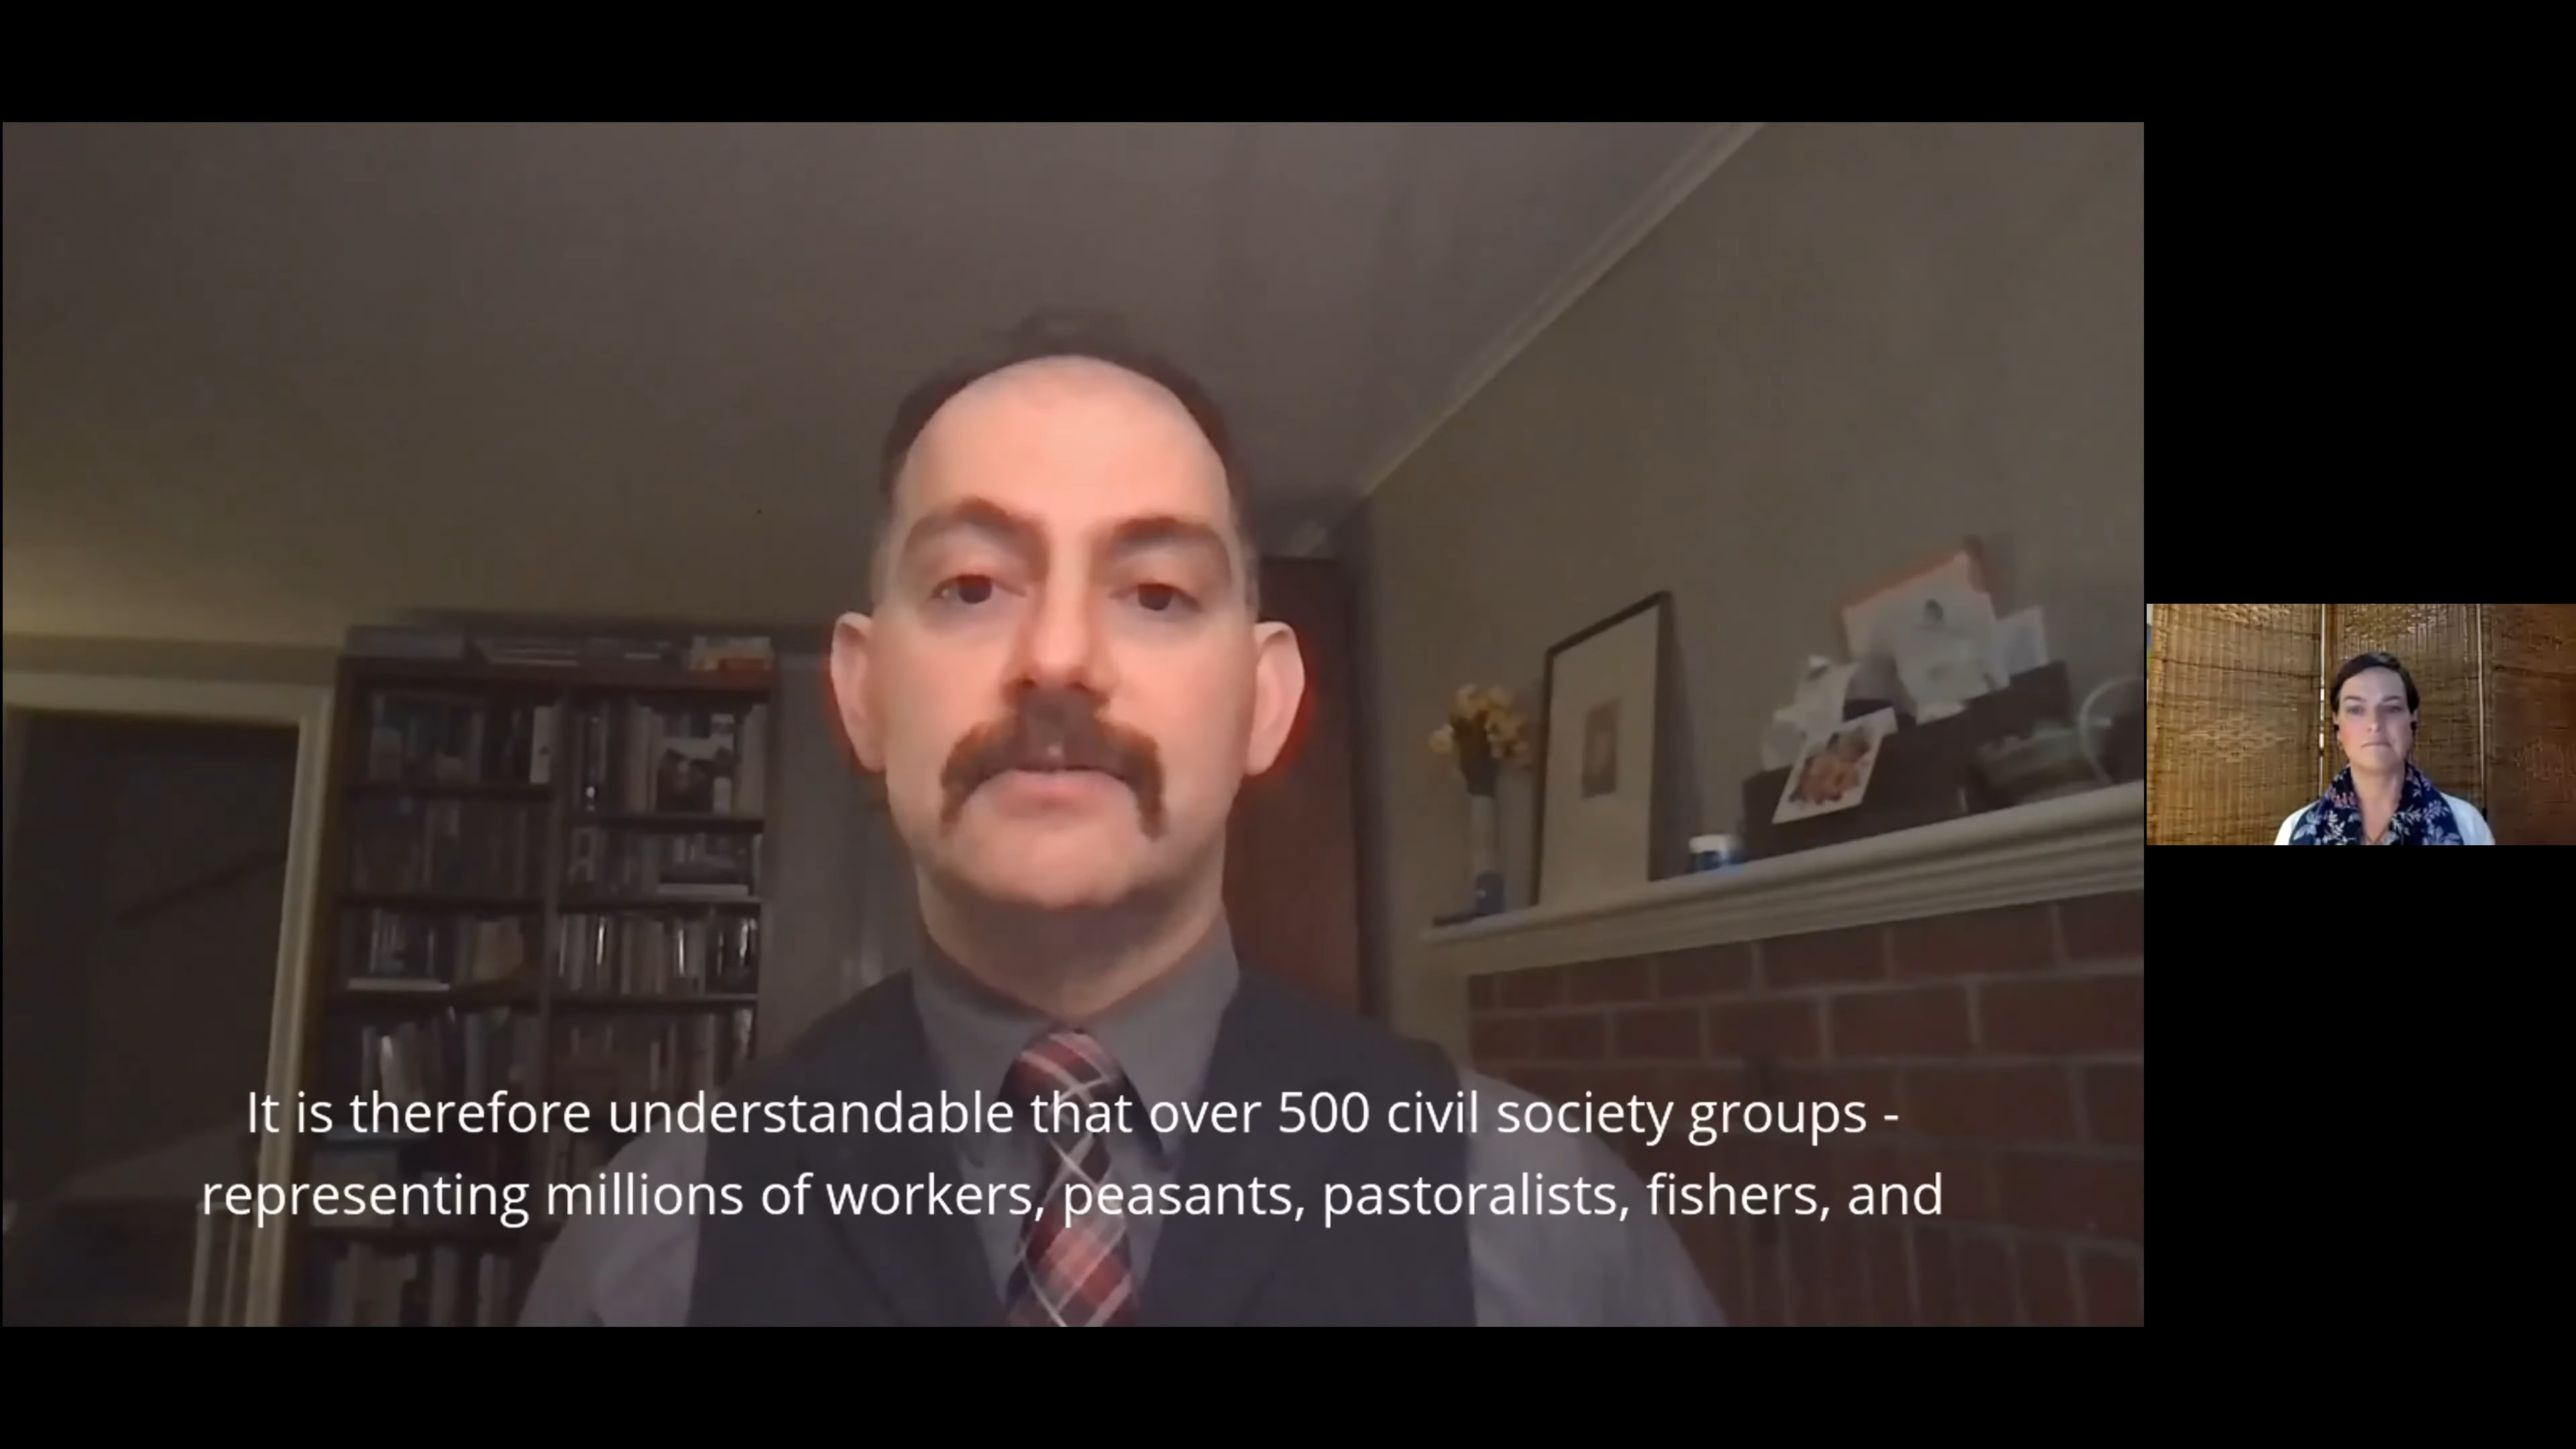 It is therefore understandable that over 500 civil society groups -
representing millions of workers, peasants, pastoralists, fishers, and